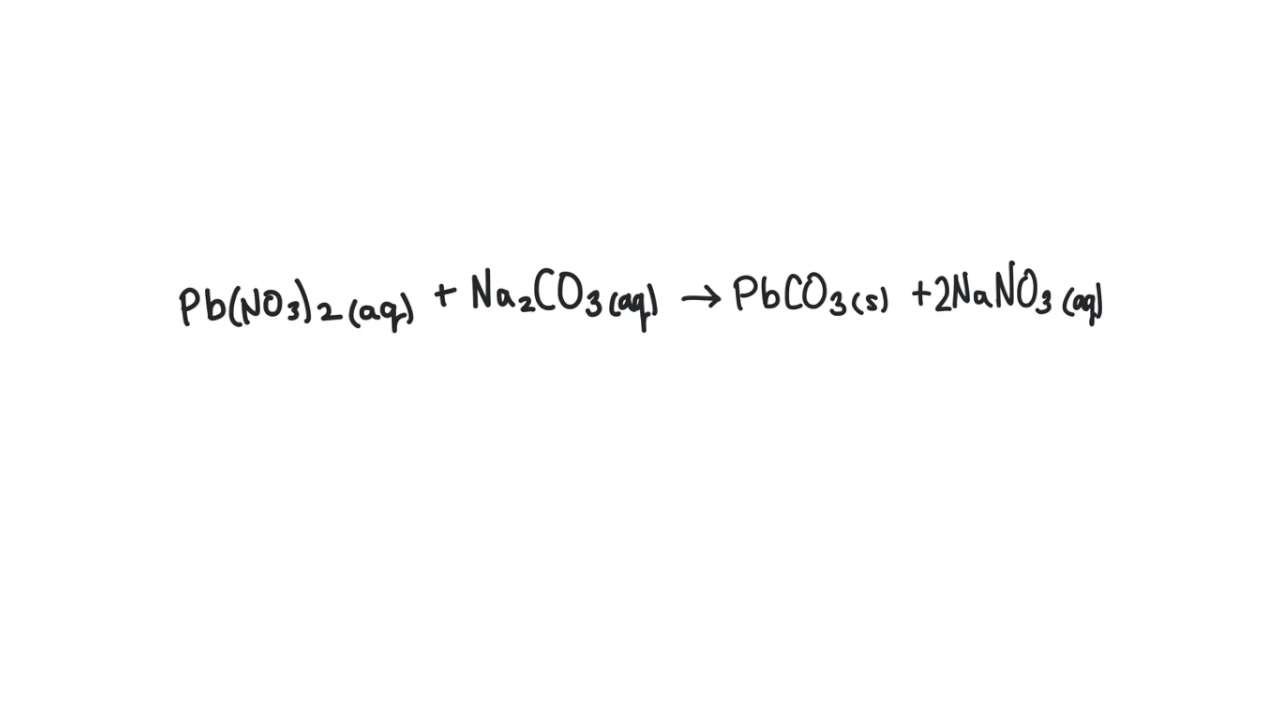 Pb(NO₃)₂(aq) + Na₂CO₃(aq) → PbCO₃(s) +2NaNO₃(aq)